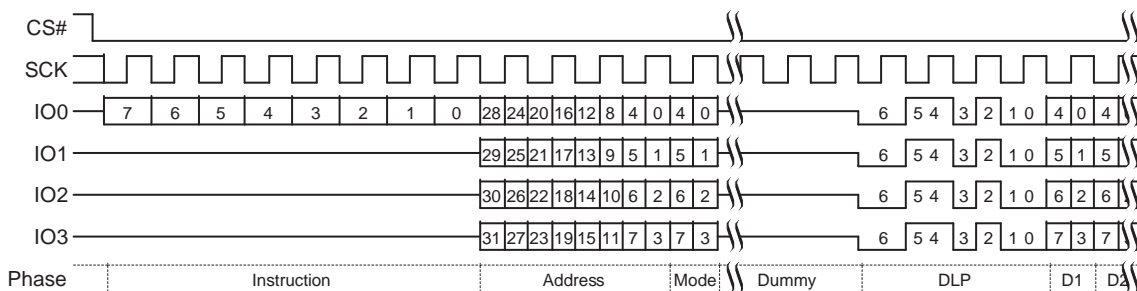 CS#
SCK
IO0 7 6 5 4 3 2 1 0 28 24 20 16 12 8 4 0 4 0 6 5 4 3 2 1 0 4 0 4
IO1 29 25 21 17 13 9 5 1 5 1 6 5 4 3 2 1 0 5 1 5
IO2 30 26 22 18 14 10 6 2 6 2 6 5 4 3 2 1 0 6 2 6
IO3 31 27 23 19 15 11 7 3 7 3 6 5 4 3 2 1 0 7 3 7
Phase Instruction Address Mode Dummy DLP D1 D2